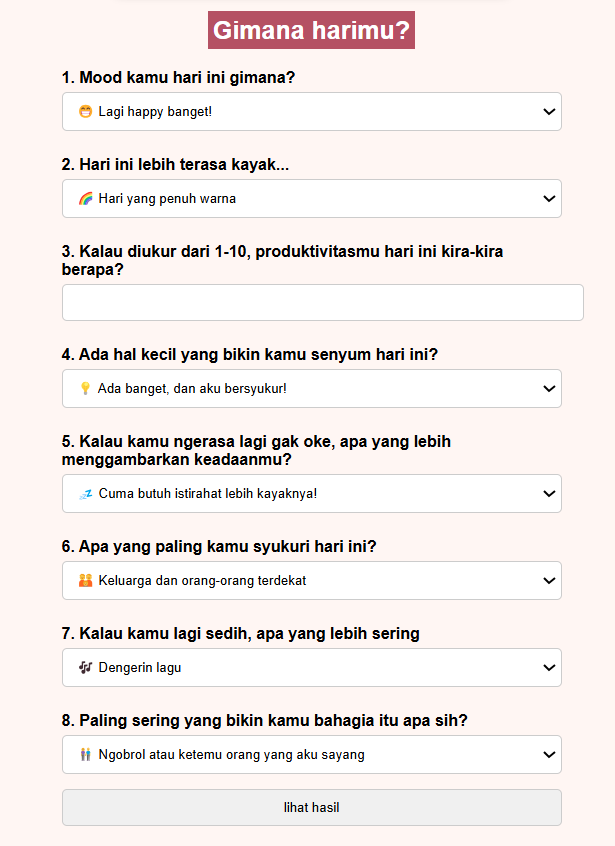 Gimana harimu?
1. Mood kamu hari ini gimana?
😁 Lagi happy banget!
2. Hari ini lebih terasa kayak...
🌈 Hari yang penuh warna
3. Kalau diukur dari 1-10, produktivitasmu hari ini kira-kira
berapa?
4. Ada hal kecil yang bikin kamu senyum hari ini?
💡 Ada banget, dan aku bersyukur!
5. Kalau kamu ngerasa lagi gak oke, apa yang lebih
menggambarkan keadaanmu?
💤 Cuma butuh istirahat lebih kayaknya!
6. Apa yang paling kamu syukuri hari ini?
Keluarga dan orang-orang terdekat
7. Kalau kamu lagi sedih, apa yang lebih sering
🎶 Dengerin lagu
8. Paling sering yang bikin kamu bahagia itu apa sih?
Ngobrol atau ketemu orang yang aku sayang
lihat hasil